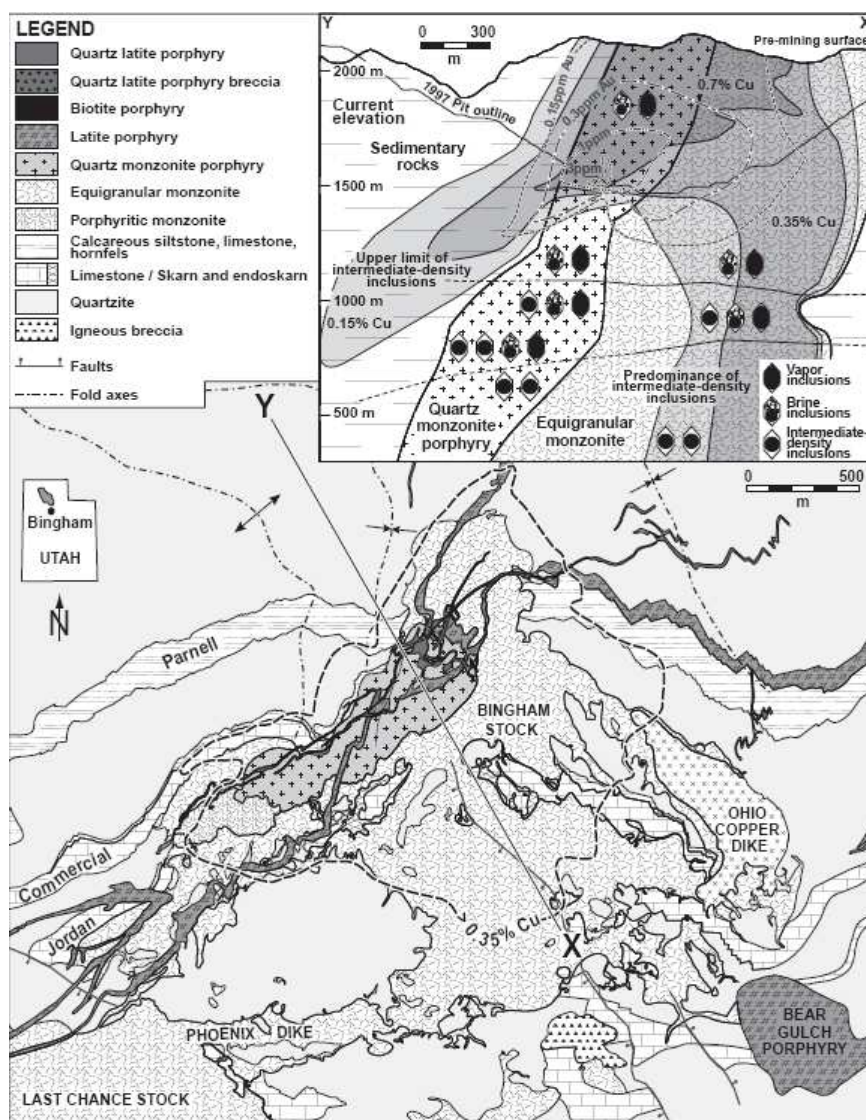 LEGEND
Quartz latite porphyry
Quartz latite porphyry breccia
Biotite porphyry
Latite porphyry
Quartz monzonite porphyry
Equigranular monzonite
Porphyritic monzonite
Calcareous siltstone, limestone,
hornfels
Limestone / Skarn and endoskarn
Quartzite
Igneous breccia
Faults
Fold axes
Y
X
0 300
m
Pre-mining surface
2000 m
Current
elevation
1997 Pit outline
0.15ppm Au
0.3ppm Au
0.7% Cu
Sedimentary
rocks
1500 m
0.35% Cu
Upper limit of
intermediate-density
inclusions
1000 m
0.15% Cu
Predominance of
intermediate-density
inclusions
500 m
Quartz
monzonite
porphyry
Equigranular
monzonite
Vapor
inclusions
Brine
inclusions
Intermediate-
density
inclusions
0 500
m
Y
Bingham
UTAH
N
Parnell
BINGHAM
STOCK
OHIO
COPPER
DIKE
Commercial
Jordan
0.35% Cu
X
PHOENIX DIKE
BEAR
GULCH
PORPHYRY
LAST CHANCE STOCK